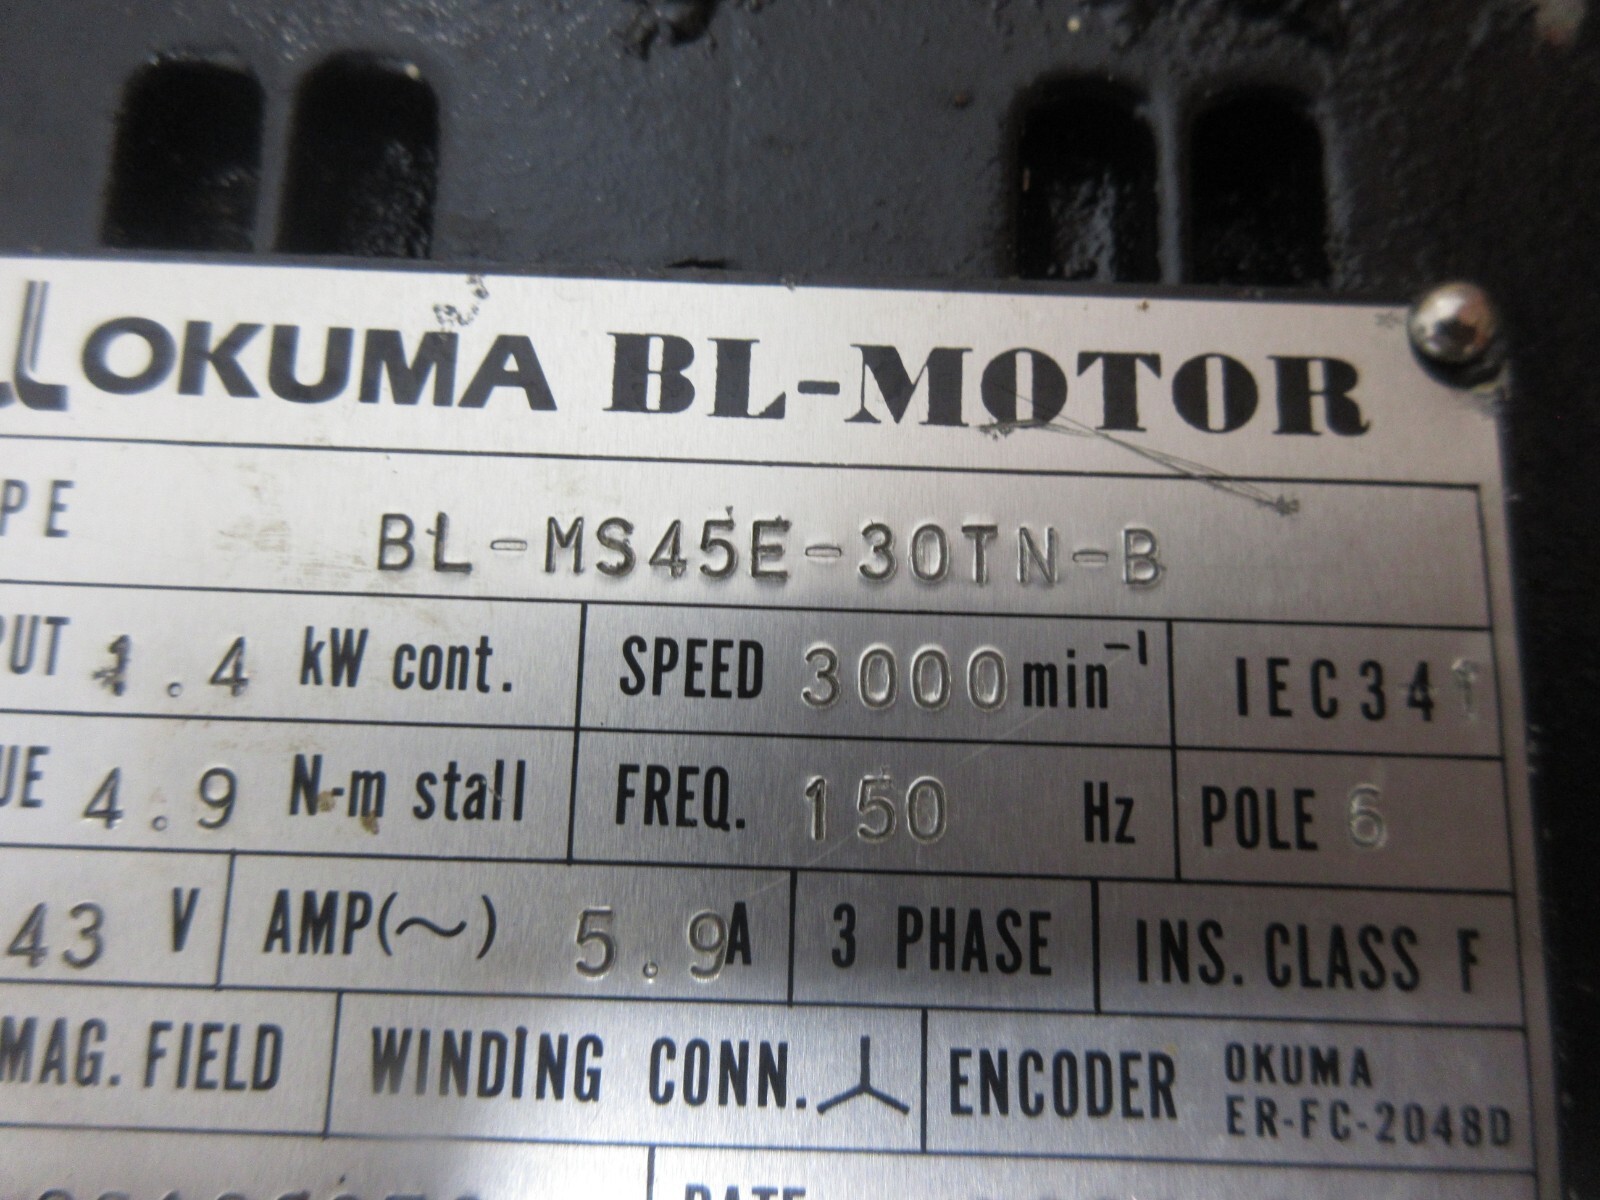 OKUMA BL-MOTOR
PE BL-MS45E-30TN-B
PUT 1.4 kW cont. SPEED 3000 min⁻¹ IEC34 1
UE 4.9 N-m stall FREQ. 150 Hz POLE 6
43 V AMP(~) 5.9A 3 PHASE INS. CLASS F
MAG. FIELD WINDING CONN. ENCODER OKUMA
ER-FC-2048D
DATE